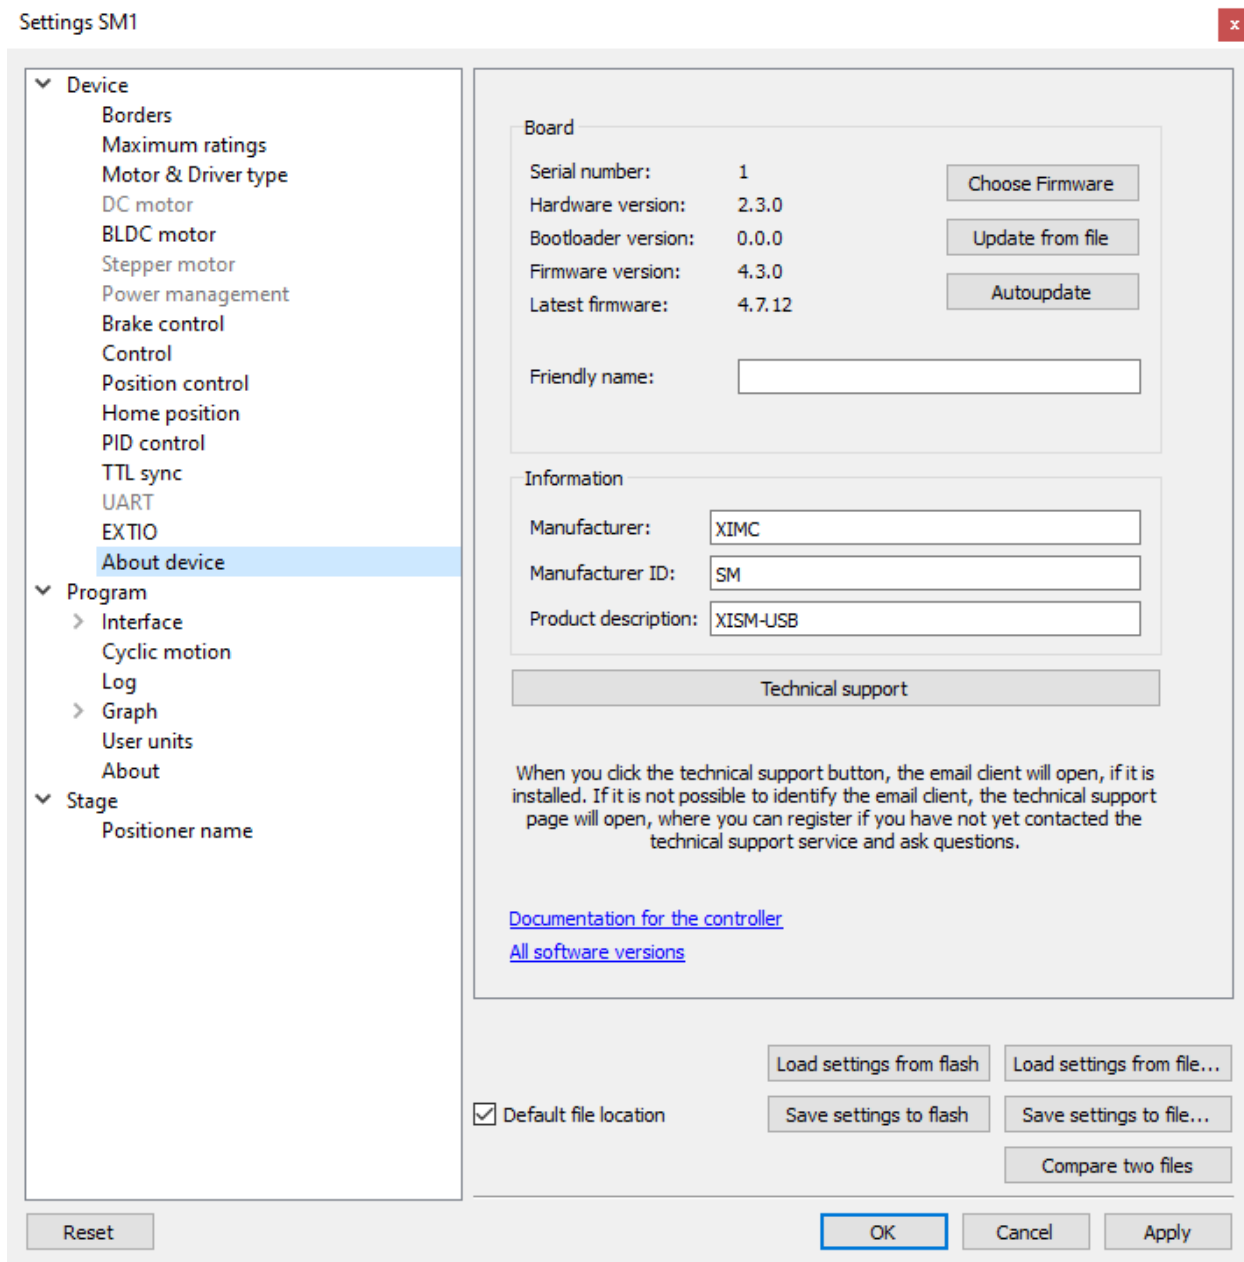 Settings SM1
x
Device
Borders
Maximum ratings
Motor & Driver type
DC motor
BLDC motor
Stepper motor
Power management
Brake control
Control
Position control
Home position
PID control
TTL sync
UART
EXTIO
About device
Program
Interface
Cyclic motion
Log
Graph
User units
About
Stage
Positioner name
Board
Serial number: 1
Choose Firmware
Hardware version: 2.3.0
Bootloader version: 0.0.0
Update from file
Firmware version: 4.3.0
Latest firmware: 4.7.12
Autoupdate
Friendly name:
Information
Manufacturer: XIMC
Manufacturer ID: SM
Product description: XISM-USB
Technical support
When you click the technical support button, the email client will open, if it is
installed. If it is not possible to identify the email client, the technical support
page will open, where you can register if you have not yet contacted the
technical support service and ask questions.
Documentation for the controller
All software versions
Load settings from flash
Load settings from file...
Default file location
Save settings to flash
Save settings to file...
Compare two files
Reset
OK
Cancel
Apply